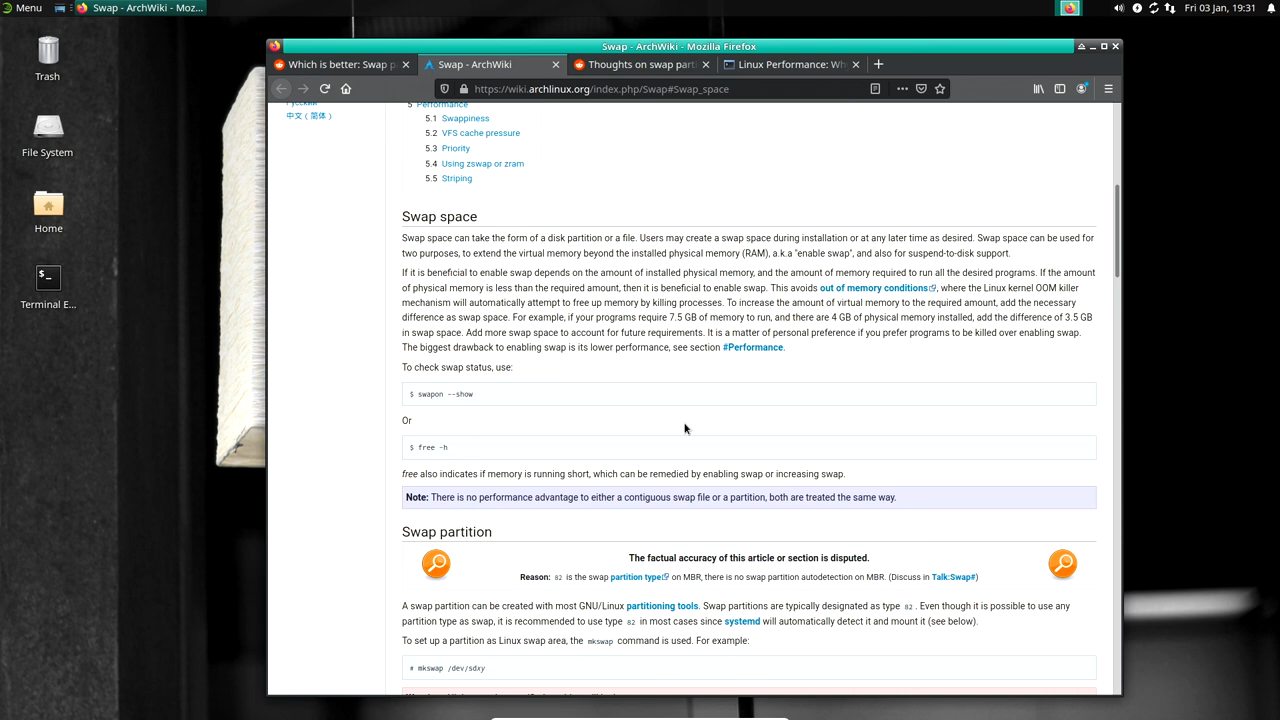 Menu
Swap - ArchWiki - Moz...
Fri 03 Jan, 19:31
Trash
File System
Home
Terminal E...
Swap - ArchWiki - Mozilla Firefox
Which is better: Swap p
Swap - ArchWiki
Thoughts on swap parti
Linux Performance: Wh
https://wiki.archlinux.org/index.php/Swap#Swap_space
Русский
中文（简体）
5 Performance
5.1 Swappiness
5.2 VFS cache pressure
5.3 Priority
5.4 Using zswap or zram
5.5 Striping
Swap space
Swap space can take the form of a disk partition or a file. Users may create a swap space during installation or at any later time as desired. Swap space can be used for
two purposes, to extend the virtual memory beyond the installed physical memory (RAM), a.k.a "enable swap", and also for suspend-to-disk support.
If it is beneficial to enable swap depends on the amount of installed physical memory, and the amount of memory required to run all the desired programs. If the amount
of physical memory is less than the required amount, then it is beneficial to enable swap. This avoids out of memory conditions, where the Linux kernel OOM killer
mechanism will automatically attempt to free up memory by killing processes. To increase the amount of virtual memory to the required amount, add the necessary
difference as swap space. For example, if your programs require 7.5 GB of memory to run, and there are 4 GB of physical memory installed, add the difference of 3.5 GB
in swap space. Add more swap space to account for future requirements. It is a matter of personal preference if you prefer programs to be killed over enabling swap.
The biggest drawback to enabling swap is its lower performance, see section #Performance.
To check swap status, use:
$ swapon --show
Or
$ free -h
free also indicates if memory is running short, which can be remedied by enabling swap or increasing swap.
Note: There is no performance advantage to either a contiguous swap file or a partition, both are treated the same way.
Swap partition
The factual accuracy of this article or section is disputed.
Reason: 82 is the swap partition type on MBR, there is no swap partition autodetection on MBR. (Discuss in Talk:Swap#)
A swap partition can be created with most GNU/Linux partitioning tools. Swap partitions are typically designated as type 82. Even though it is possible to use any
partition type as swap, it is recommended to use type 82 in most cases since systemd will automatically detect it and mount it (see below).
To set up a partition as Linux swap area, the mkswap command is used. For example:
# mkswap /dev/sdxy